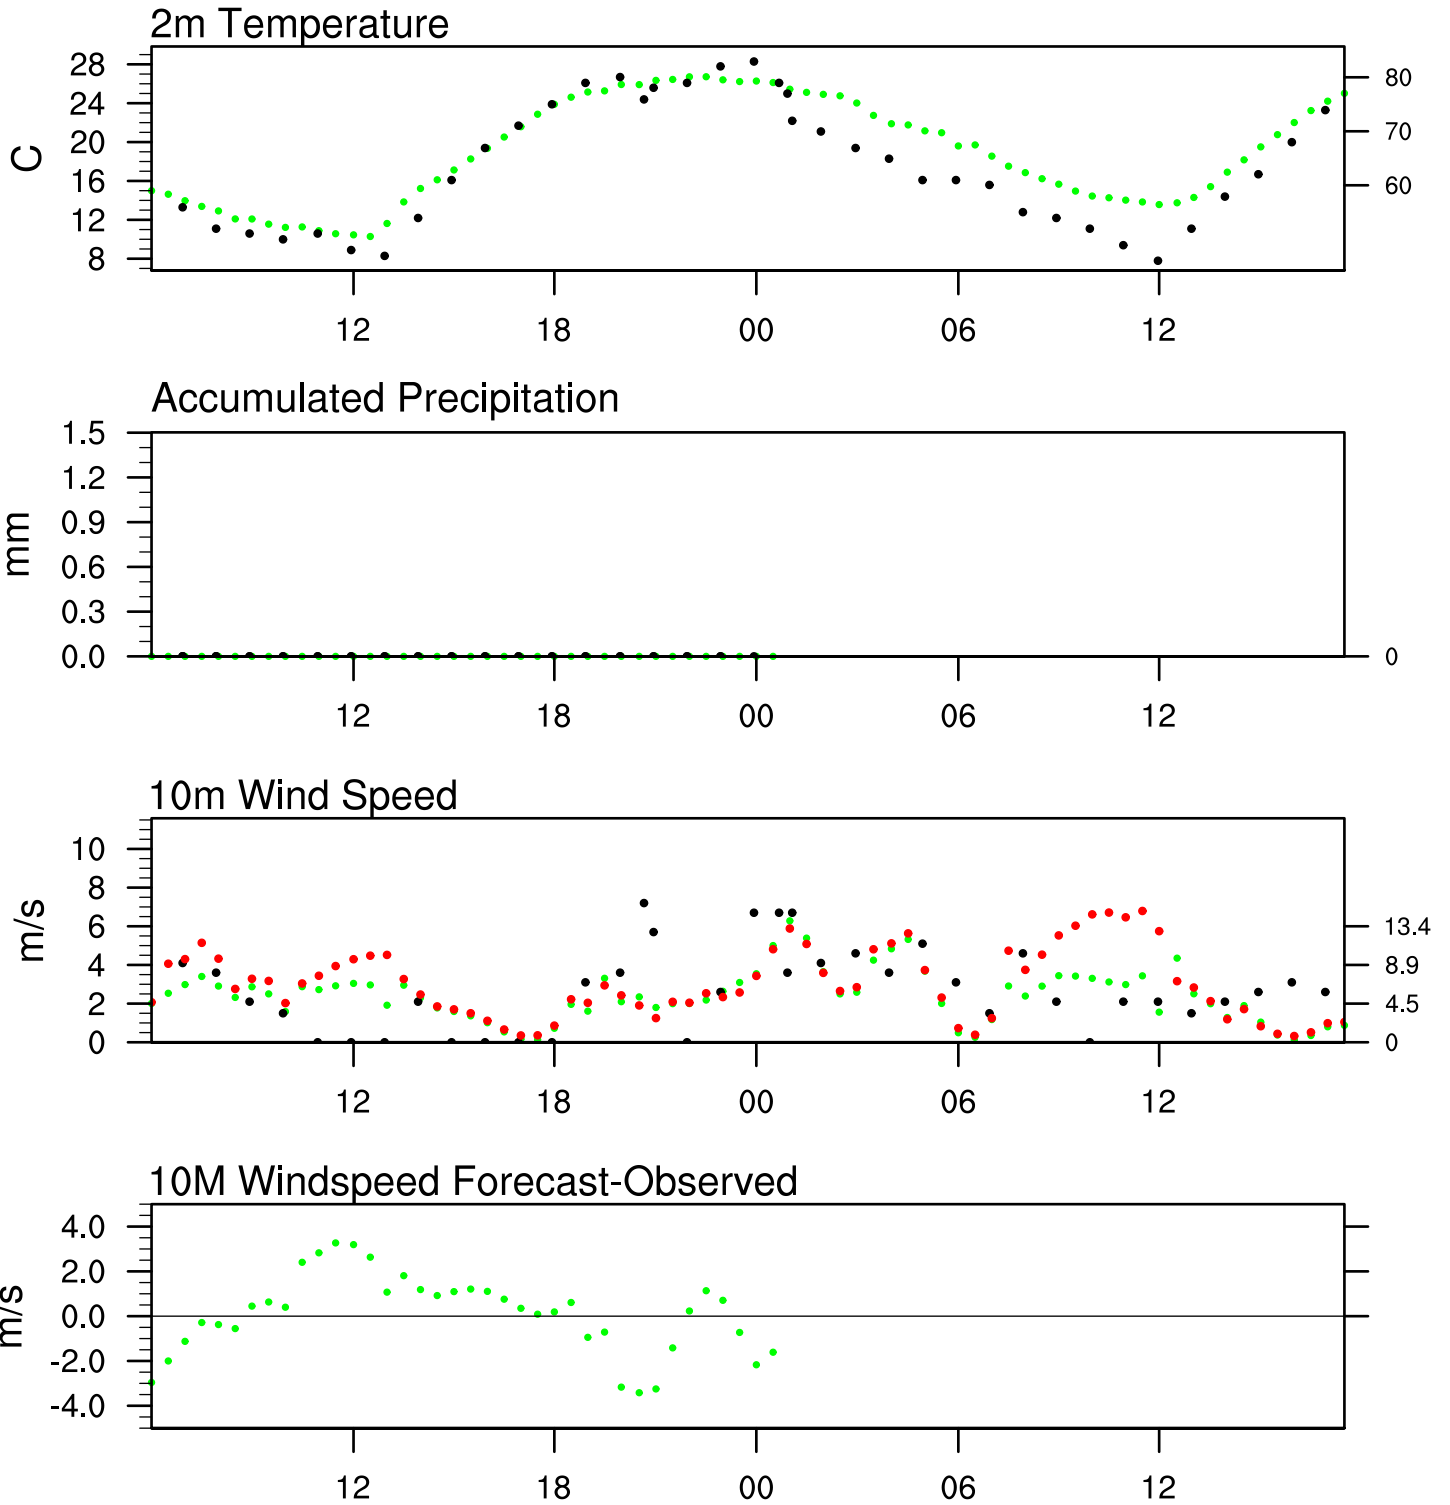 2m Temperature
28
24
20
16
12
8
C
80
70
60
12 18 00 06 12
Accumulated Precipitation
1.5
1.2
0.9
0.6
0.3
0.0
mm
0
12 18 00 06 12
10m Wind Speed
10
8
6
4
2
0
m/s
13.4
8.9
4.5
0
12 18 00 06 12
10M Windspeed Forecast-Observed
4.0
2.0
0.0
-2.0
-4.0
m/s
12 18 00 06 12